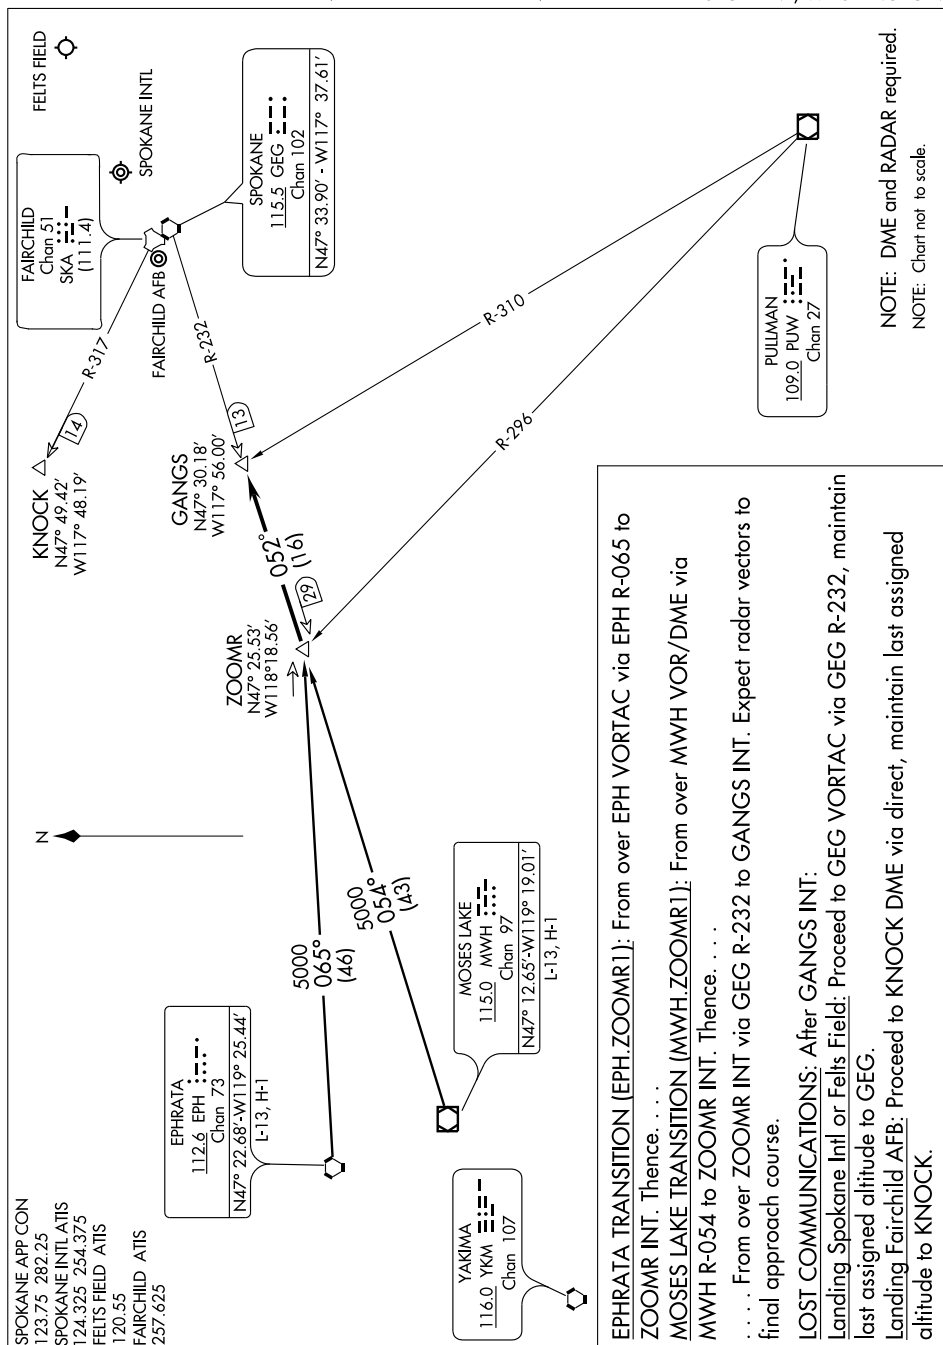 SPOKANE APP CON
123.75 282.25
SPOKANE INTL ATIS
124.325 254.375
FELTS FIELD ATIS
120.55
FAIRCHILD ATIS
257.625
N
KNOCK
N47° 49.42'
W117° 48.19'
14
R-317
FAIRCHILD
Chan 51
SKA
(111.4)
FELTS FIELD
SPOKANE INTL
FAIRCHILD AFB
SPOKANE
115.5 GEG
Chan 102
N47° 33.90' - W117° 37.61'
R-232
13
GANGS
N47° 30.18'
W117° 56.00'
052°
(16)
29
ZOOMR
N47° 25.53'
W118°18.56'
EPHRATA
112.6 EPH
Chan 73
N47° 22.68'-W119° 25.44'
L-13, H-1
5000
065°
(46)
5000
054°
(43)
MOSES LAKE
115.0 MWH
Chan 97
N47° 12.65'-W119° 19.01'
L-13, H-1
YAKIMA
116.0 YKM
Chan 107
R-310
R-296
PULLMAN
109.0 PUW
Chan 27
NOTE: DME and RADAR required.
NOTE: Chart not to scale.
EPHRATA TRANSITION (EPH.ZOOMR1): From over EPH VORTAC via EPH R-065 to
ZOOMR INT. Thence. . . .
MOSES LAKE TRANSITION (MWH.ZOOMR1): From over MWH VOR/DME via
MWH R-054 to ZOOMR INT. Thence. . . .
. . . . From over ZOOMR INT via GEG R-232 to GANGS INT. Expect radar vectors to
final approach course.
LOST COMMUNICATIONS: After GANGS INT:
Landing Spokane Intl or Felts Field: Proceed to GEG VORTAC via GEG R-232, maintain
last assigned altitude to GEG.
Landing Fairchild AFB: Proceed to KNOCK DME via direct, maintain last assigned
altitude to KNOCK.